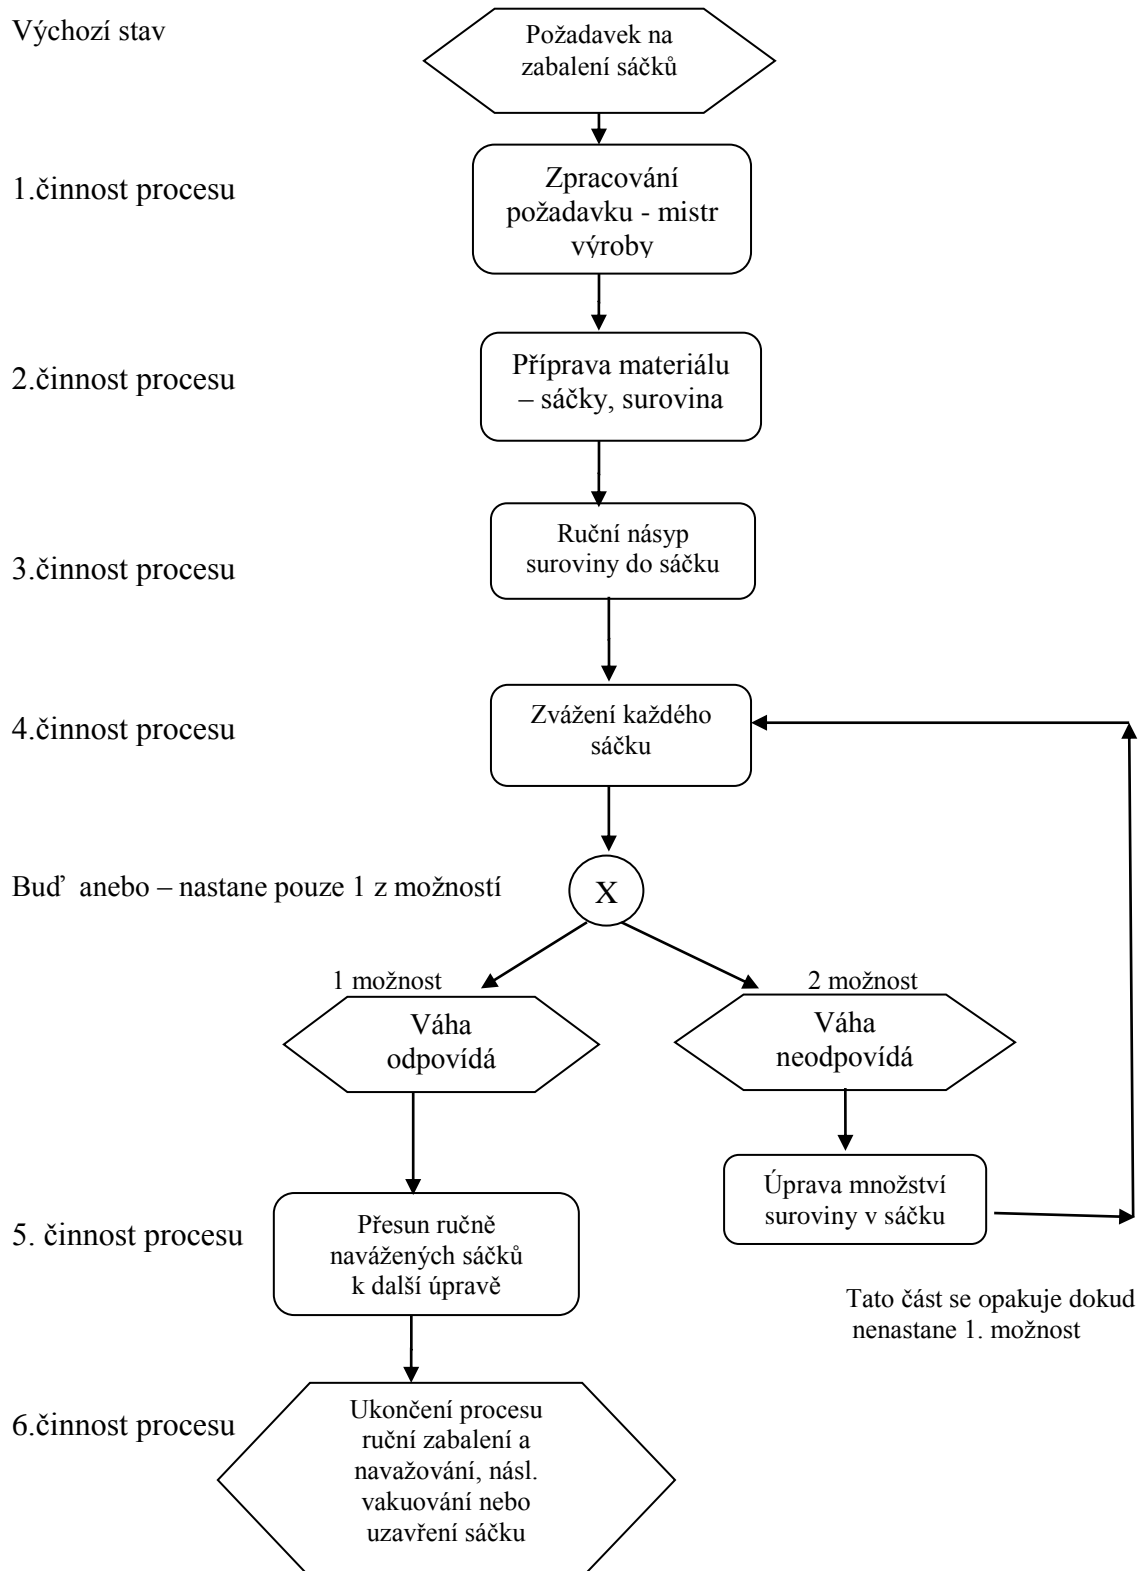 Výchozí stav
Požadavek na
zabalení sáčků
1.činnost procesu
Zpracování
požadavku - mistr
výroby
2.činnost procesu
Příprava materiálu
– sáčky, surovina
3.činnost procesu
Ruční násyp
suroviny do sáčku
4.činnost procesu
Zvážení každého
sáčku
Buď  anebo – nastane pouze 1 z možností
X
1 možnost
2 možnost
Váha
odpovídá
Váha
neodpovídá
Úprava množství
suroviny v sáčku
5. činnost procesu
Přesun ručně
navážených sáčků
k další úpravě
Tato část se opakuje dokud
nenastane 1. možnost
6.činnost procesu
Ukončení procesu
ruční zabalení a
navažování, násl.
vakuování nebo
uzavření sáčku